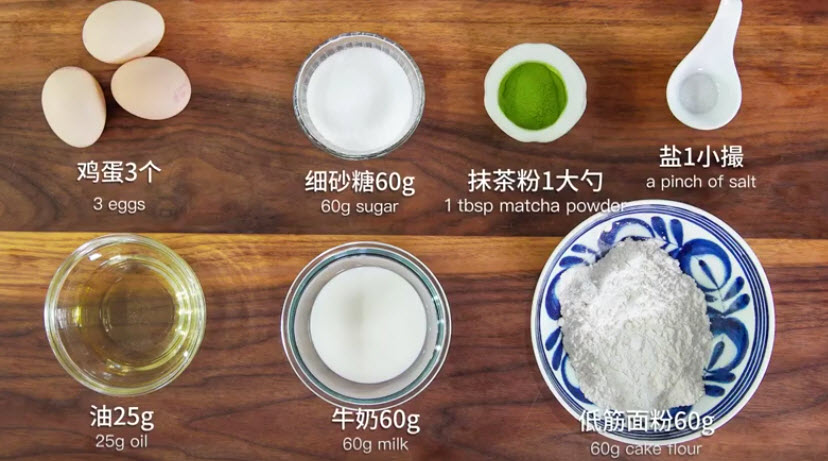 鸡蛋3个
3 eggs
细砂糖60g
60g sugar
抹茶粉1大勺
1 tbsp matcha powder
盐1小撮
a pinch of salt
油25g
25g oil
牛奶60g
60g milk
低筋面粉60g
60g cake flour